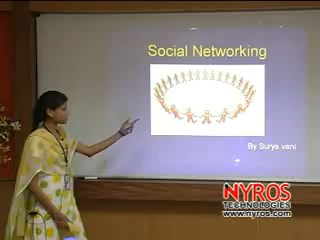 Social Networking
By Surya vani
NYROS
TECHNOLOGIES
www.nyros.com